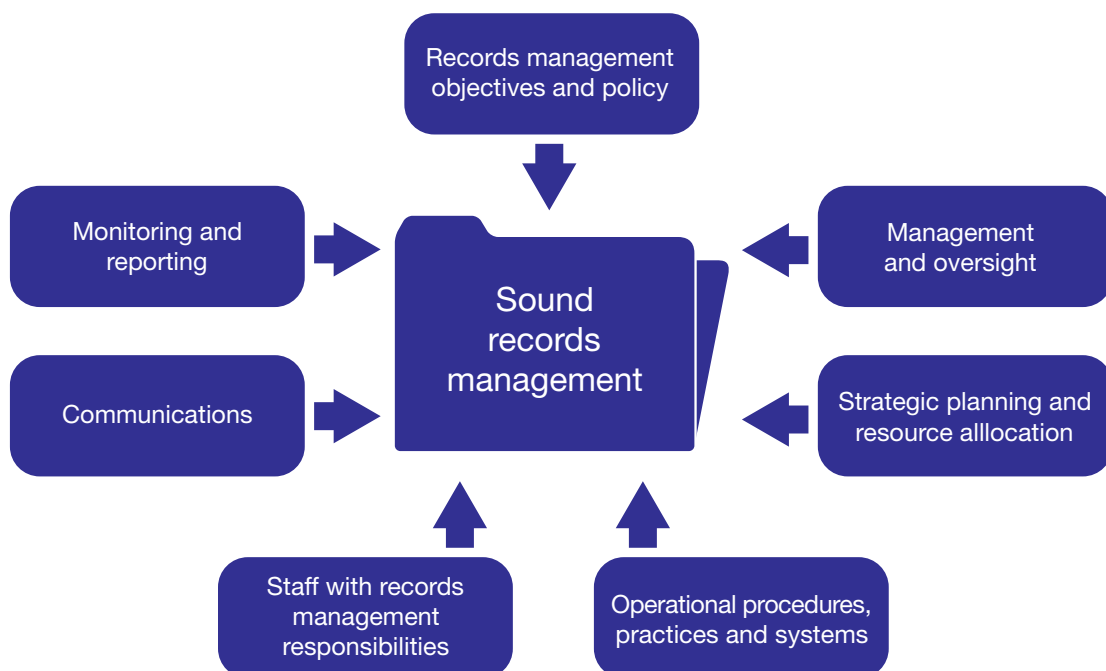 Records management
objectives and policy
Monitoring and
reporting
Management
and oversight
Sound
records
management
Communications
Strategic planning and
resource alllocation
Staff with records
management
responsibilities
Operational procedures,
practices and systems